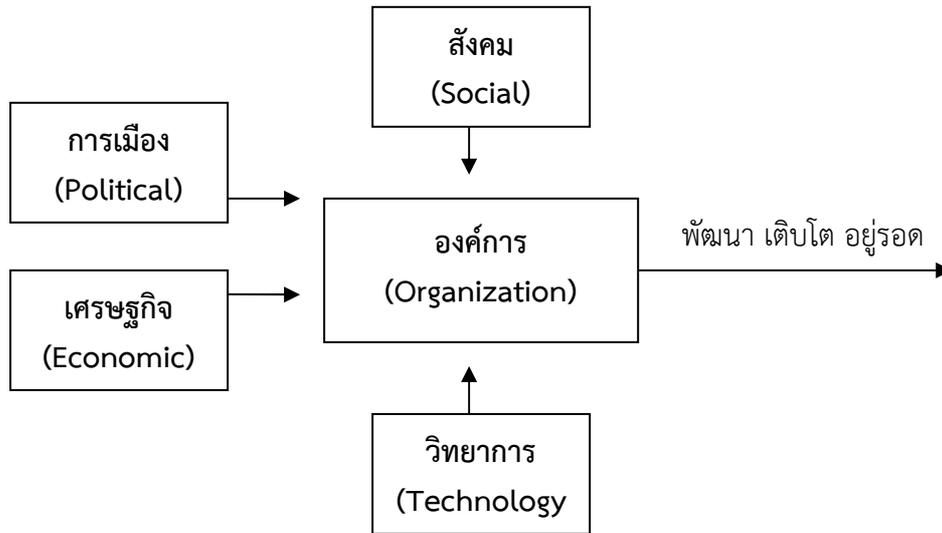 สังคม
(Social)
การเมือง
(Political)
องค์การ
(Organization)
พัฒนา เติบโต อยู่รอด
เศรษฐกิจ
(Economic)
วิทยาการ
(Technology